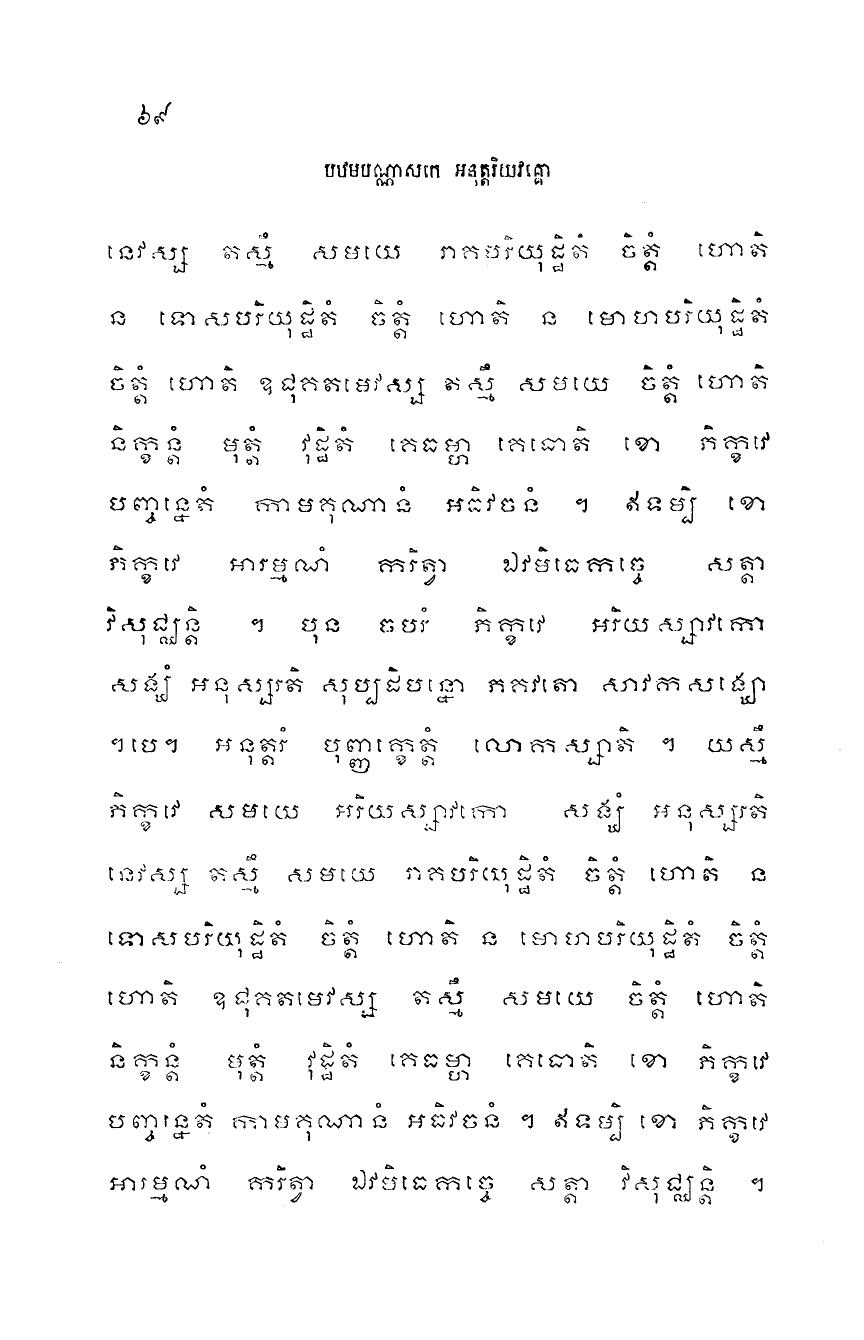 ៦៩
បឋមបណ្ណាសកេ អនុត្តរិយវគ្គោ
នេវស្ស តស្មឹ សមយេ រាគបរិយុដ្ឋិតំ ចិត្តំ ហោតិ
ន ទោសបរិយុដ្ឋិតំ ចិត្តំ ហោតិ ន មោហបរិយុដ្ឋិតំ
ចិត្តំ ហោតិ ឧជុកតមេវស្ស តស្មឹ សមយេ ចិត្តំ ហោតិ
និក្ខន្តំ មុត្តំ វុដ្ឋិតំ គេធម្ហា គេធោតិ ខោ ភិក្ខវេ
បញ្ចន្នេតំ កាមគុណានំ អធិវចនំ ។ ឥទម្បិ ខោ
ភិក្ខវេ អារម្មណំ ករិត្វា ឯវមិធេកច្ចេ សត្តា
វិសុជ្ឈន្តិ ។ បុន ចបរំ ភិក្ខវេ អរិយស្សាវកោ
សង្ឃំ អនុស្សរតិ សុប្បដិបន្នោ ភគវតោ សាវកសង្ឃោ
។បេ។ អនុត្តរំ បុញ្ញក្ខេត្តំ លោកស្សាតិ ។ យស្មឹ
ភិក្ខវេ សមយេ អរិយស្សាវកោ សង្ឃំ អនុស្សរតិ
នេវស្ស តស្មឹ សមយេ រាគបរិយុដ្ឋិតំ ចិត្តំ ហោតិ ន
ទោសបរិយុដ្ឋិតំ ចិត្តំ ហោតិ ន មោហបរិយុដ្ឋិតំ ចិត្តំ
ហោតិ ឧជុកតមេវស្ស តស្មឹ សមយេ ចិត្តំ ហោតិ
និក្ខន្តំ មុត្តំ វុដ្ឋិតំ គេធម្ហា គេធោតិ ខោ ភិក្ខវេ
បញ្ចន្នេតំ កាមគុណានំ អធិវចនំ ។ ឥទម្បិ ខោ ភិក្ខវេ
អារម្មណំ ករិត្វា ឯវមិធេកច្ចេ សត្តា វិសុជ្ឈន្តិ ។